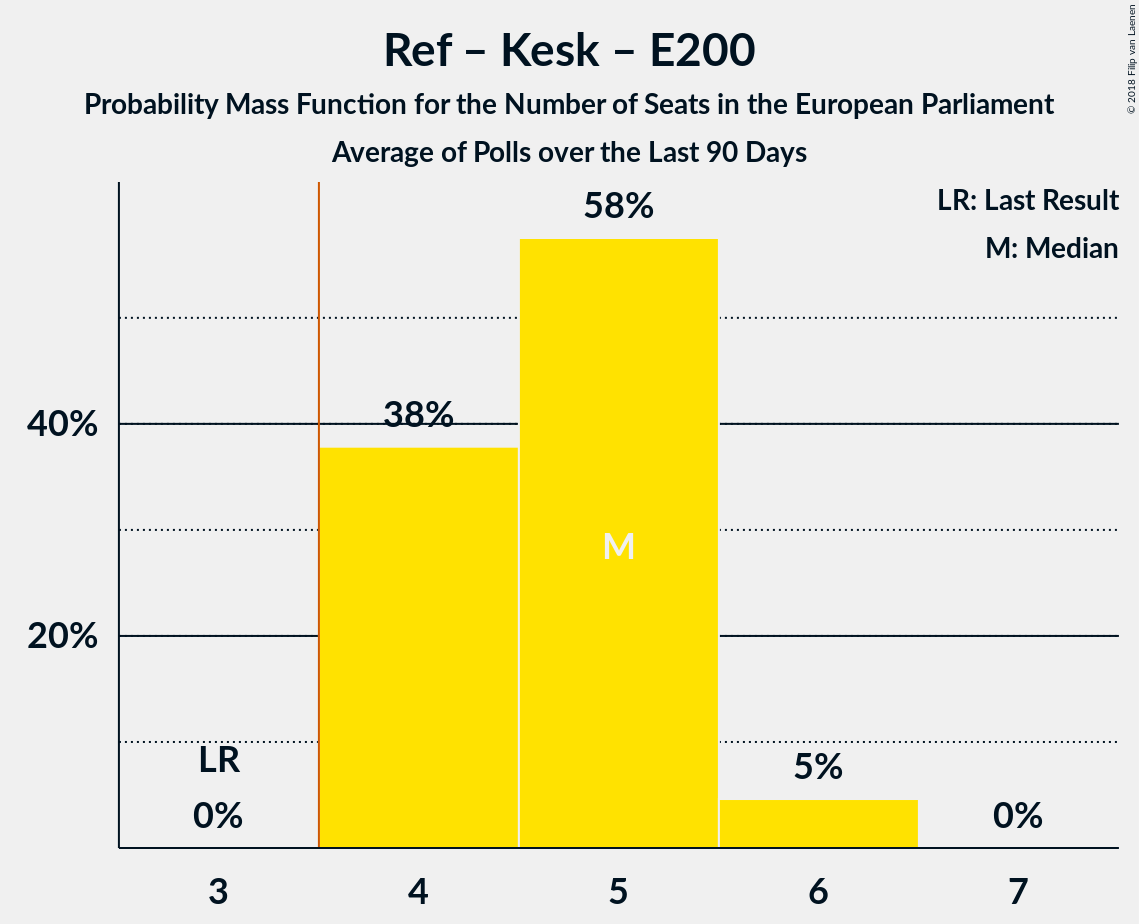 Ref – Kesk – E200
Probability Mass Function for the Number of Seats in the European Parliament
Average of Polls over the Last 90 Days
© 2018 Filip van Laenen
LR: Last Result
M: Median
58%
40%
38%
M
20%
LR
0%
5%
0%
3 4 5 6 7